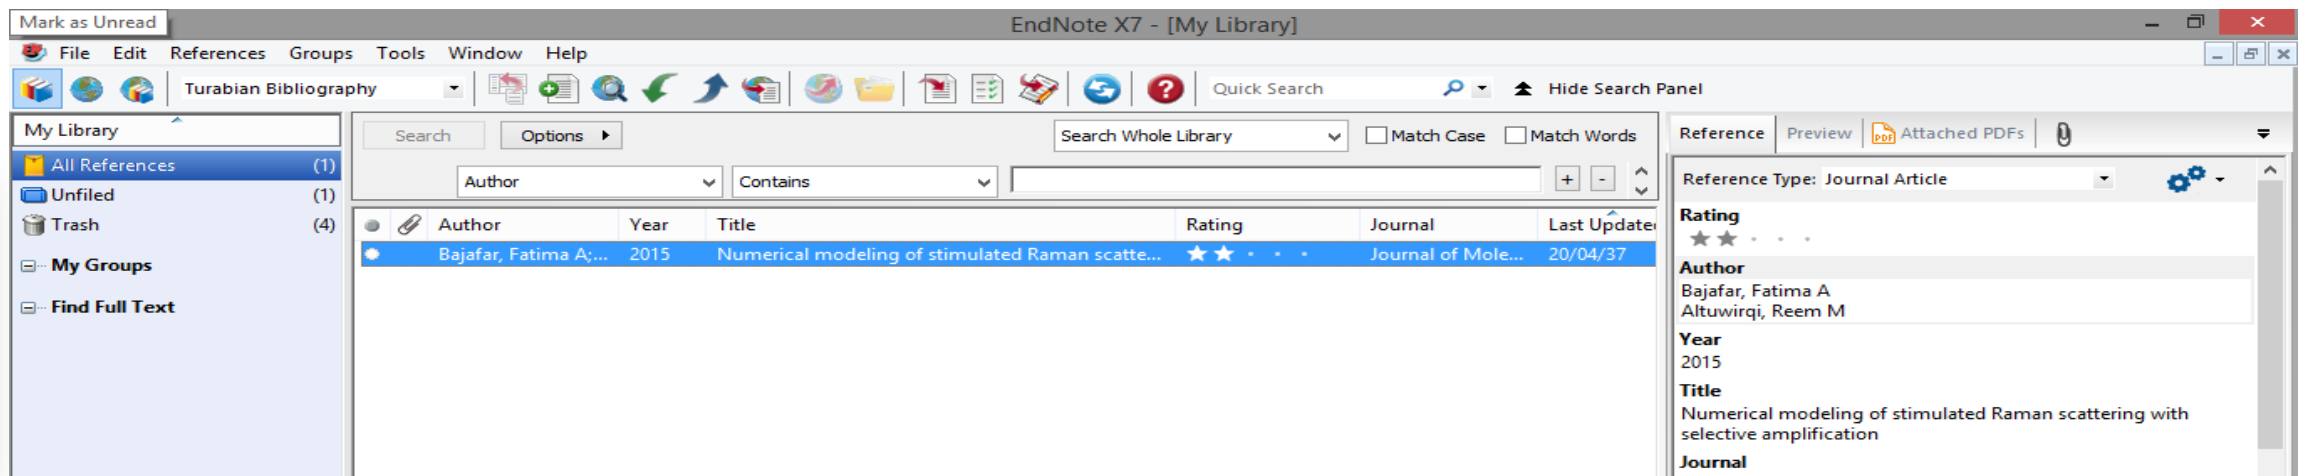 Mark as Unread
EndNote X7 - [My Library]
File Edit References Groups Tools Window Help
Turabian Bibliography
Quick Search
Hide Search Panel
My Library
All References (1)
Unfiled (1)
Trash (4)
My Groups
Find Full Text
Search Options Search Whole Library Match Case Match Words
Author Contains + -
Author Year Title Rating Journal Last Update
Bajafar, Fatima A;... 2015 Numerical modeling of stimulated Raman scatte... Journal of Mole... 20/04/37
Reference Preview PDF Attached PDFs
Reference Type: Journal Article
Rating
Author
Bajafar, Fatima A
Altuwirqi, Reem M
Year
2015
Title
Numerical modeling of stimulated Raman scattering with
selective amplification
Journal